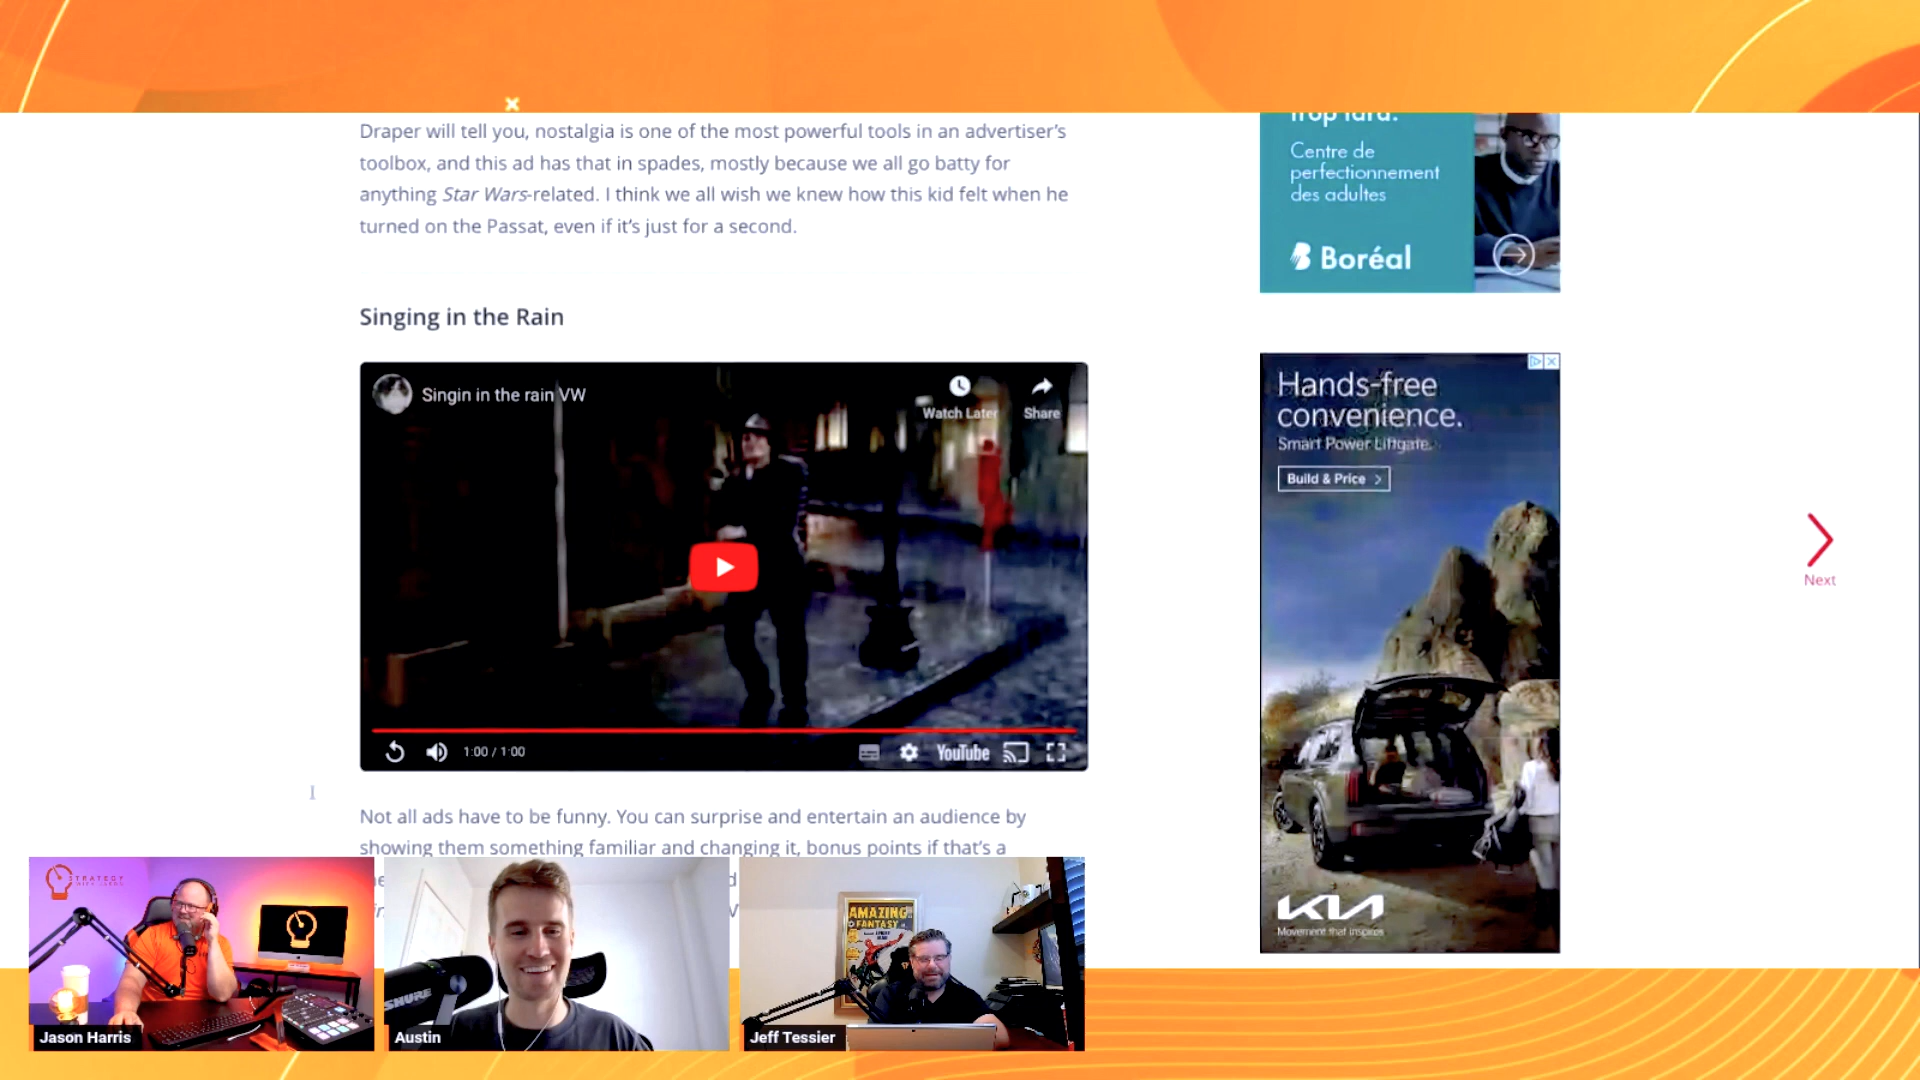 Draper will tell you, nostalgia is one of the most powerful tools in an advertiser’s
toolbox, and this ad has that in spades, mostly because we all go batty for
anything Star Wars-related. I think we all wish we knew how this kid felt when he
turned on the Passat, even if it’s just for a second.
Singing in the Rain
Singin in the rain VW
Watch Later
Share
1:00 / 1:00
YouTube
Not all ads have to be funny. You can surprise and entertain an audience by
showing them something familiar and changing it, bonus points if that’s a
trop tard.
Centre de
perfectionnement
des adultes
Boréal
Hands-free
convenience.
Smart Power Liftgate.
Build & Price >
KIA
Movement that inspires
Next
STRATEGY
Jason Harris
SHURE
Austin
AMAZING
FANTASY
Jeff Tessier